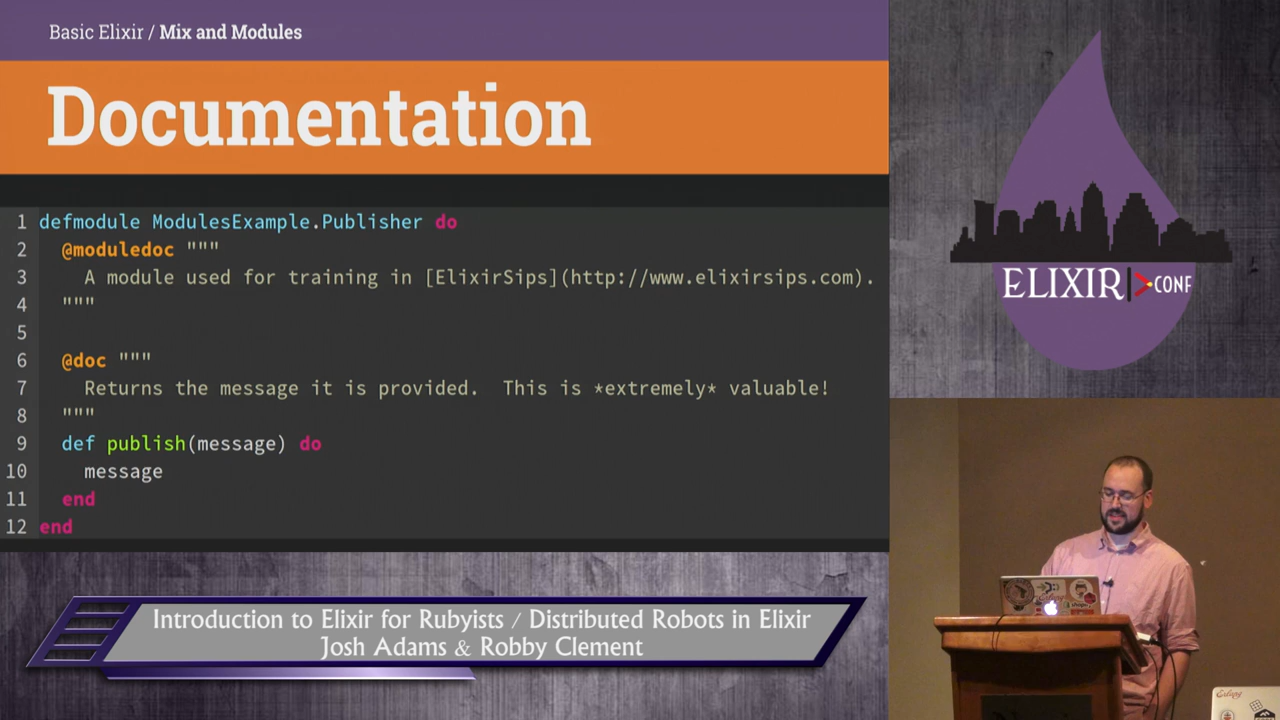 Basic Elixir / Mix and Modules
Documentation
1 defmodule ModulesExample.Publisher do
2   @moduledoc """
3     A module used for training in [ElixirSips](http://www.elixirsips.com).
4   """
5
6   @doc """
7     Returns the message it is provided.  This is *extremely* valuable!
8   """
9   def publish(message) do
10     message
11   end
12 end
ELIXIR
CONF
Introduction to Elixir for Rubyists / Distributed Robots in Elixir
Josh Adams & Robby Clement